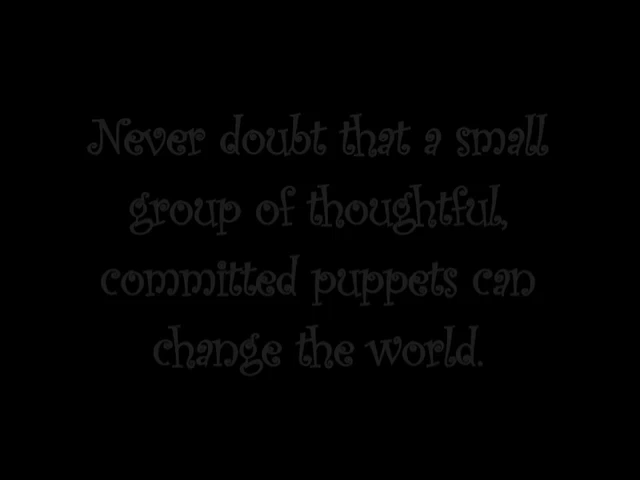 Never doubt that a small
group of thoughtful,
committed puppets can
change the world.